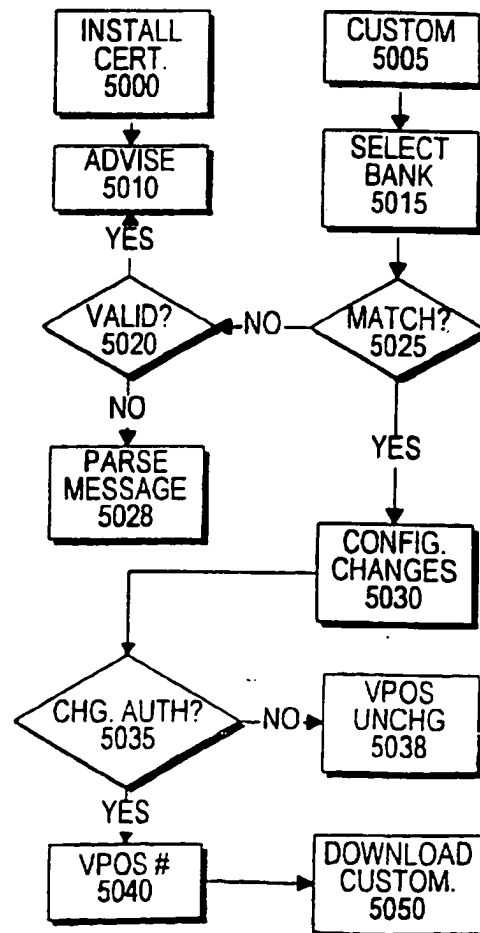 INSTALL
CERT.
5000
CUSTOM
5005
ADVISE
5010
SELECT
BANK
5015
YES
VALID?
5020
NO
MATCH?
5025
NO
YES
PARSE
MESSAGE
5028
CONFIG.
CHANGES
5030
CHG. AUTH?
5035
NO
VPOS
UNCHG
5038
YES
VPOS #
5040
DOWNLOAD
CUSTOM.
5050